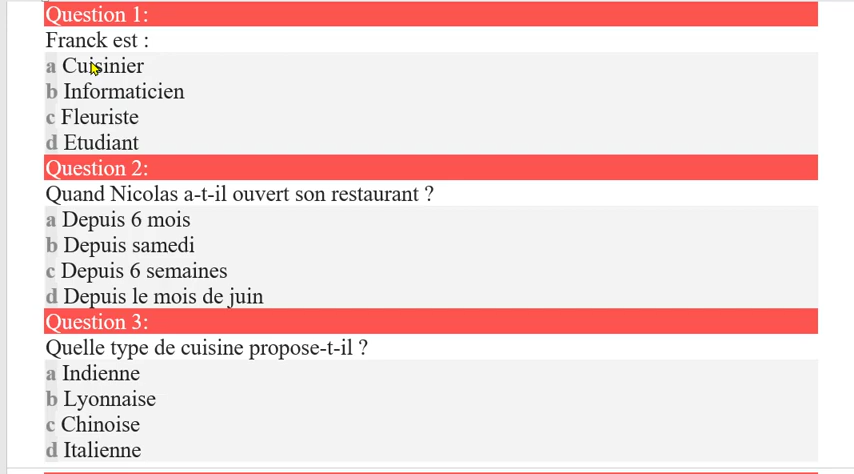 Question 1:
Franck est :
a Cuisinier
b Informaticien
c Fleuriste
d Etudiant
Question 2:
Quand Nicolas a-t-il ouvert son restaurant ?
a Depuis 6 mois
b Depuis samedi
c Depuis 6 semaines
d Depuis le mois de juin
Question 3:
Quelle type de cuisine propose-t-il ?
a Indienne
b Lyonnaise
c Chinoise
d Italienne